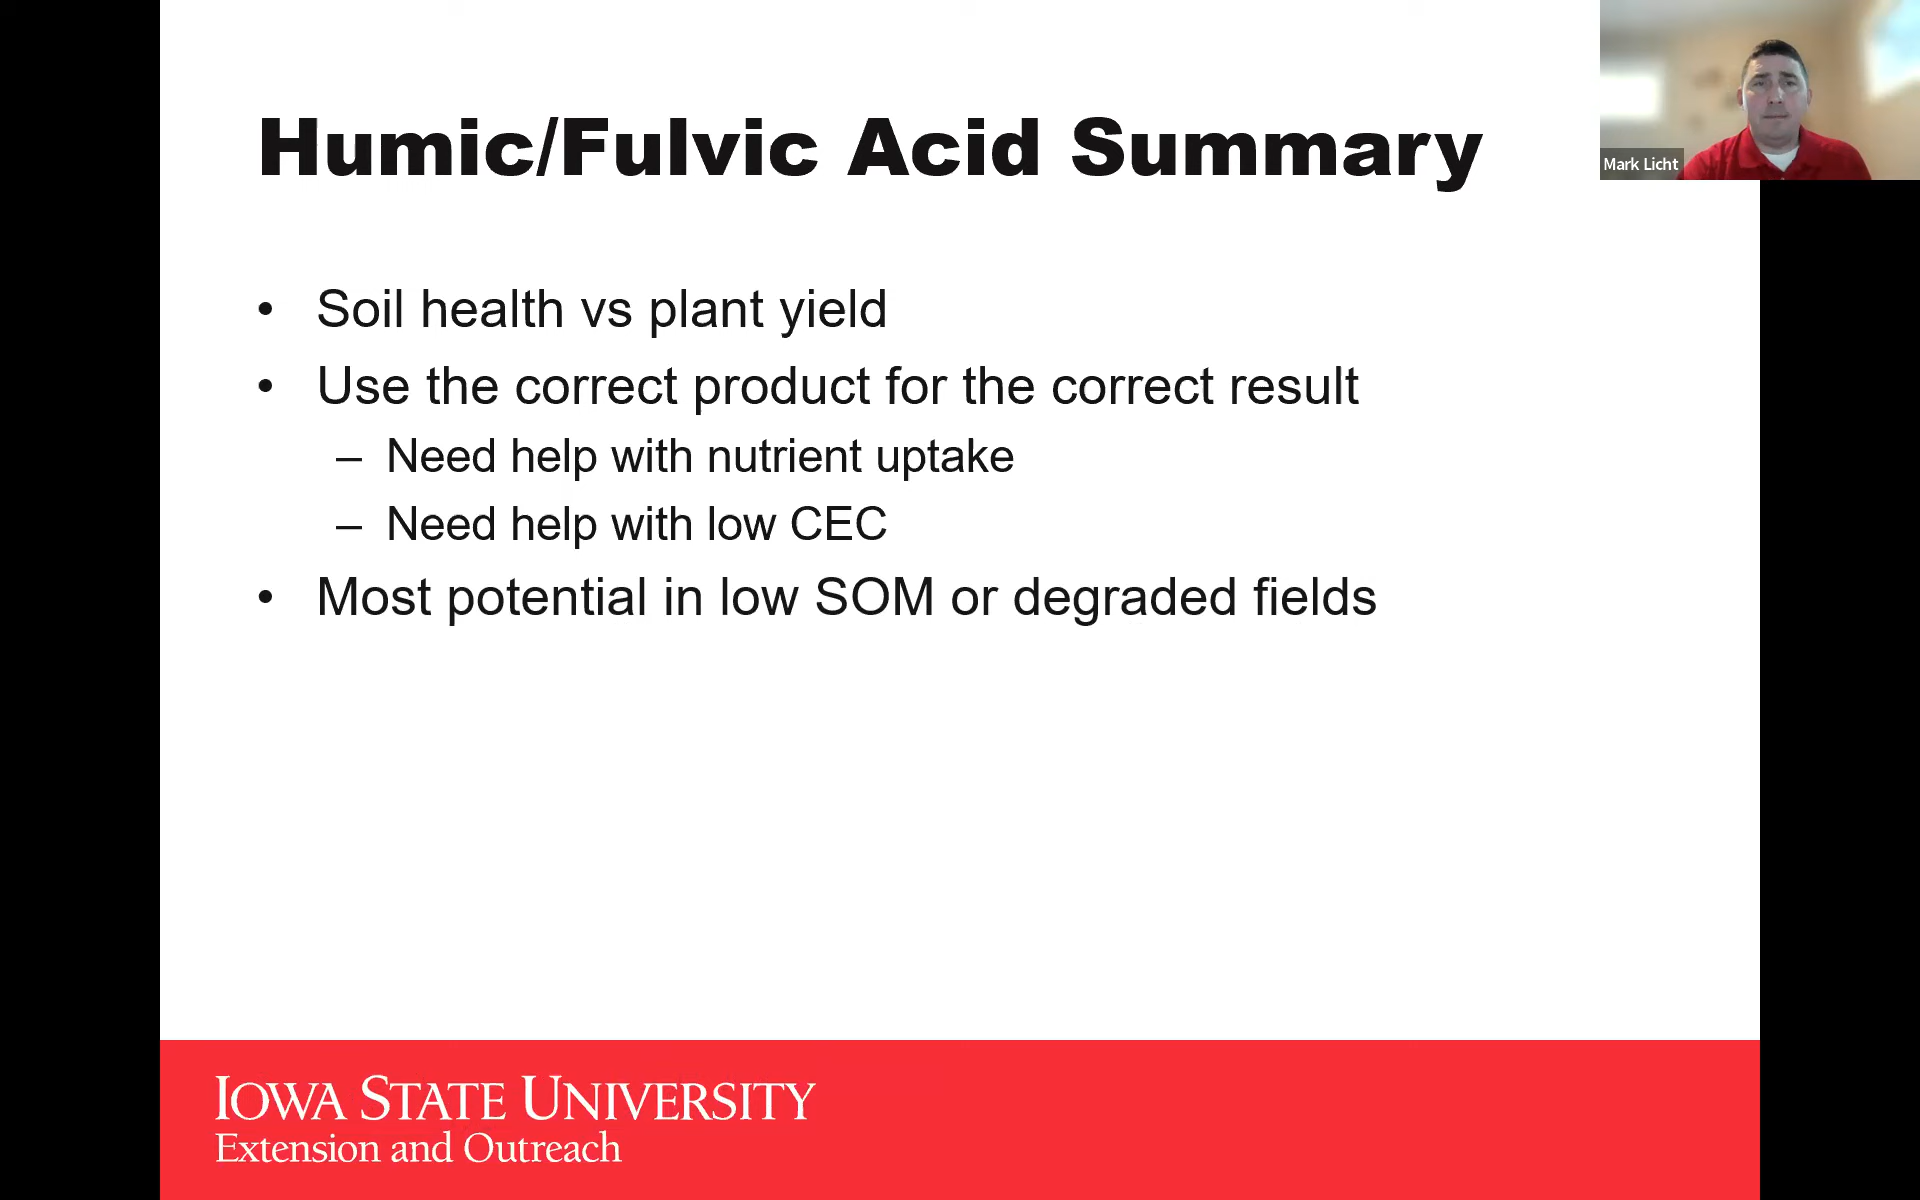 Humic/Fulvic Acid Summary
Mark Licht
• Soil health vs plant yield
• Use the correct product for the correct result
– Need help with nutrient uptake
– Need help with low CEC
• Most potential in low SOM or degraded fields
IOWA STATE UNIVERSITY
Extension and Outreach